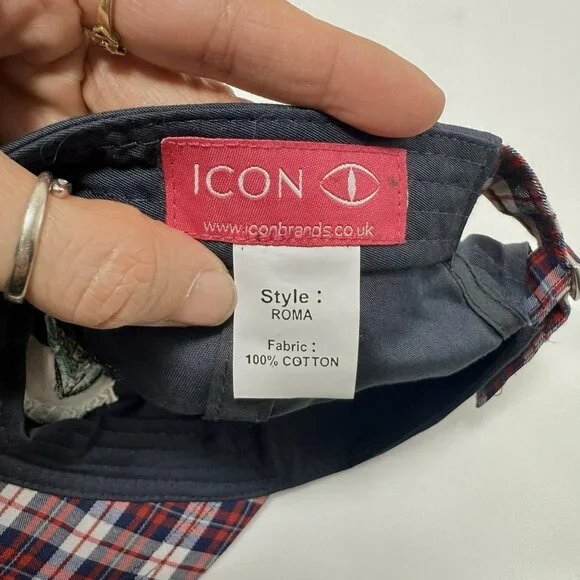 ICON
www.iconbrands.co.uk
Style :
ROMA
Fabric :
100% COTTON